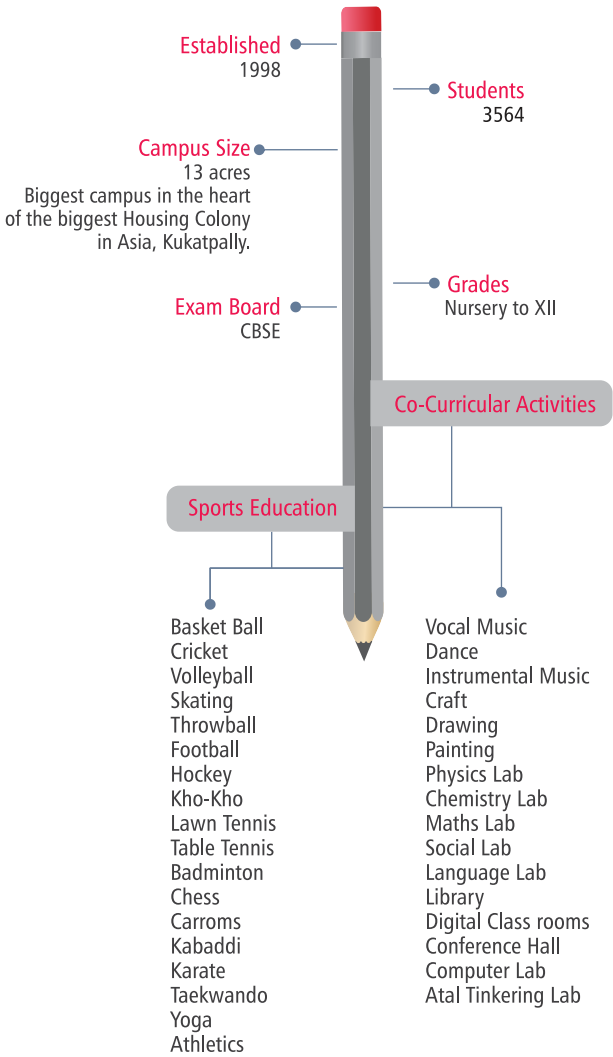 Established
1998
Students
3564
Campus Size
13 acres
Biggest campus in the heart
of the biggest Housing Colony
in Asia, Kukatpally.
Grades
Nursery to XII
Exam Board
CBSE
Co-Curricular Activities
Sports Education
Basket Ball
Cricket
Volleyball
Skating
Throwball
Football
Hockey
Kho-Kho
Lawn Tennis
Table Tennis
Badminton
Chess
Carroms
Kabaddi
Karate
Taekwando
Yoga
Athletics
Vocal Music
Dance
Instrumental Music
Craft
Drawing
Painting
Physics Lab
Chemistry Lab
Maths Lab
Social Lab
Language Lab
Library
Digital Class rooms
Conference Hall
Computer Lab
Atal Tinkering Lab